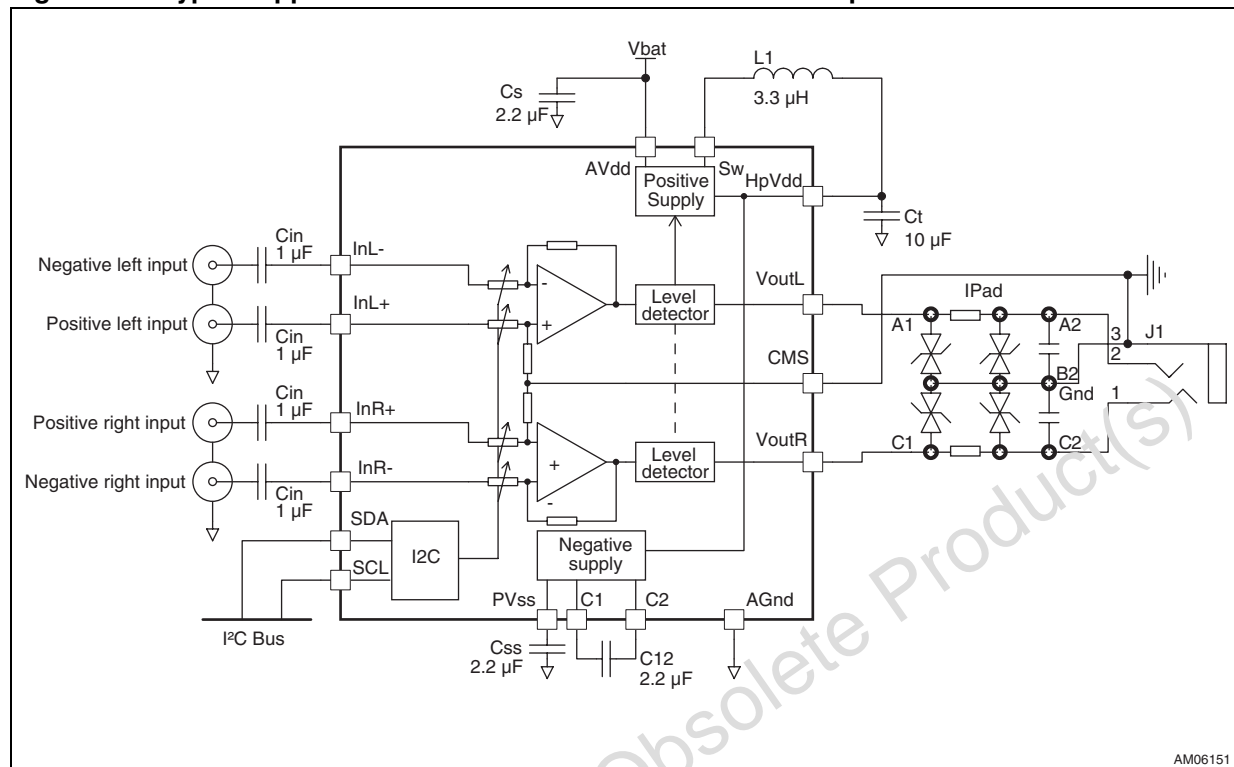 Vbat
L1
3.3 µH
Cs
2.2 µF
AVdd
Sw
HpVdd
Positive
Supply
Ct
10 µF
Negative left input
Cin
1 µF
InL-
Positive left input
Cin
1 µF
InL+
-
+
Level
detector
VoutL
CMS
IPad
A1
A2
3
J1
2
B2
Gnd
1
Positive right input
Cin
1 µF
InR+
Negative right input
Cin
1 µF
InR-
+
-
Level
detector
VoutR
C1
C2
SDA
SCL
I2C
I²C Bus
Negative
supply
PVss
C1
C2
AGnd
Css
2.2 µF
C12
2.2 µF
Obsolete Product(s)
AM06151